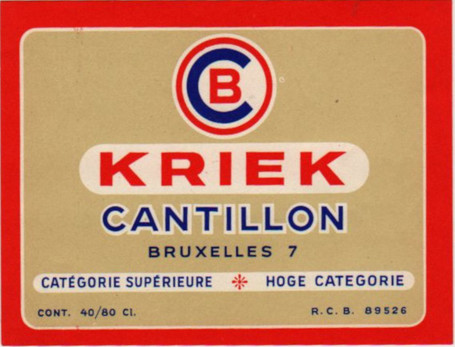 CB
KRIEK
CANTILLON
BRUXELLES 7
CATÉGORIE SUPÉRIEURE HOGE CATEGORIE
CONT. 40/80 Cl. R.C.B. 89526